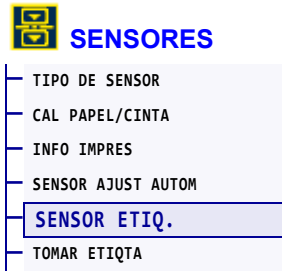 SENSORES
TIPO DE SENSOR
CAL PAPEL/CINTA
INFO IMPRES
SENSOR AJUST AUTOM
SENSOR ETIQ.
TOMAR ETIQTA